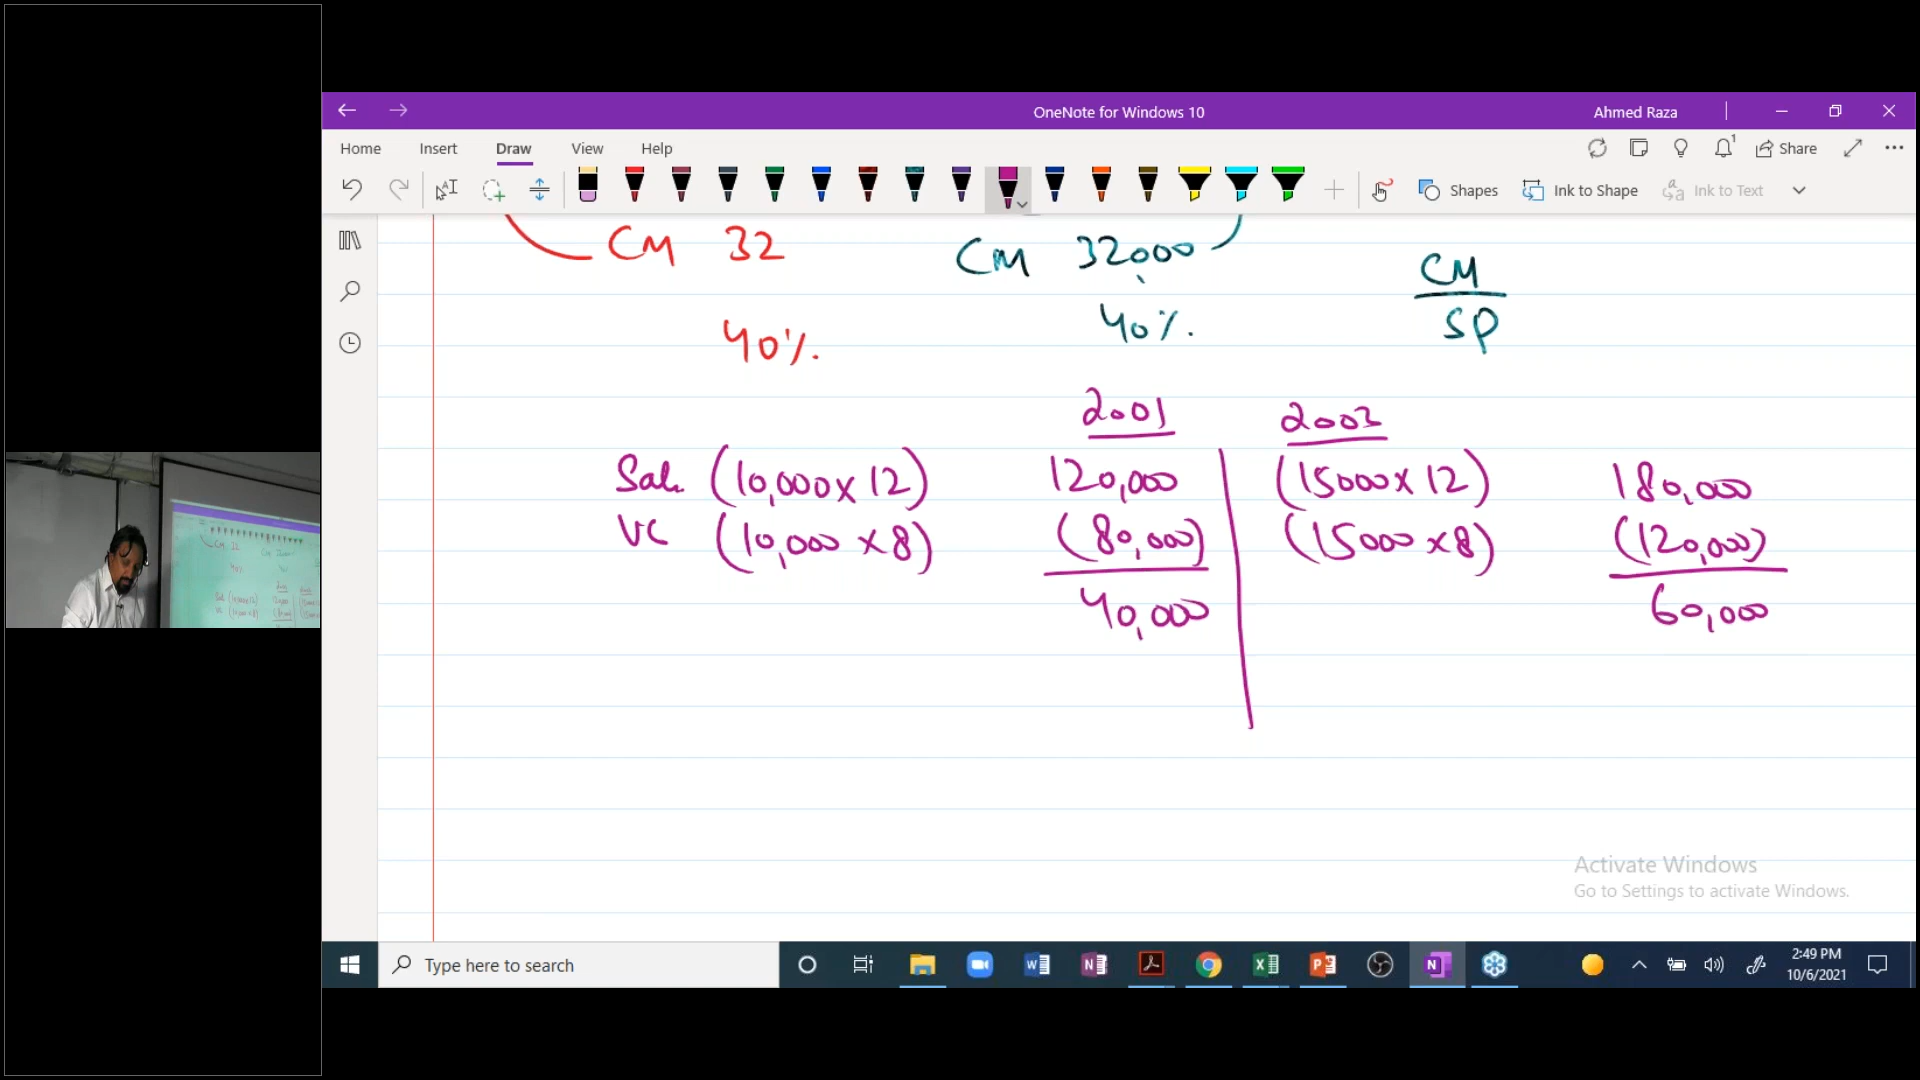 OneNote for Windows 10 Ahmed Raza
Home Insert Draw View Help 1 Share
Shapes Ink to Shape Ink to Text
CM 32 CM 32000 CM
40% 40% SP
2001 2002
Sale (10,000 x 12) 120,000 (15000 x 12) 180,000
VC (10,000 x 8) (80,000) (15000 x 8) (120,000)
40,000 60,000
Activate Windows
Go to Settings to activate Windows.
Type here to search 2:49 PM
10/6/2021